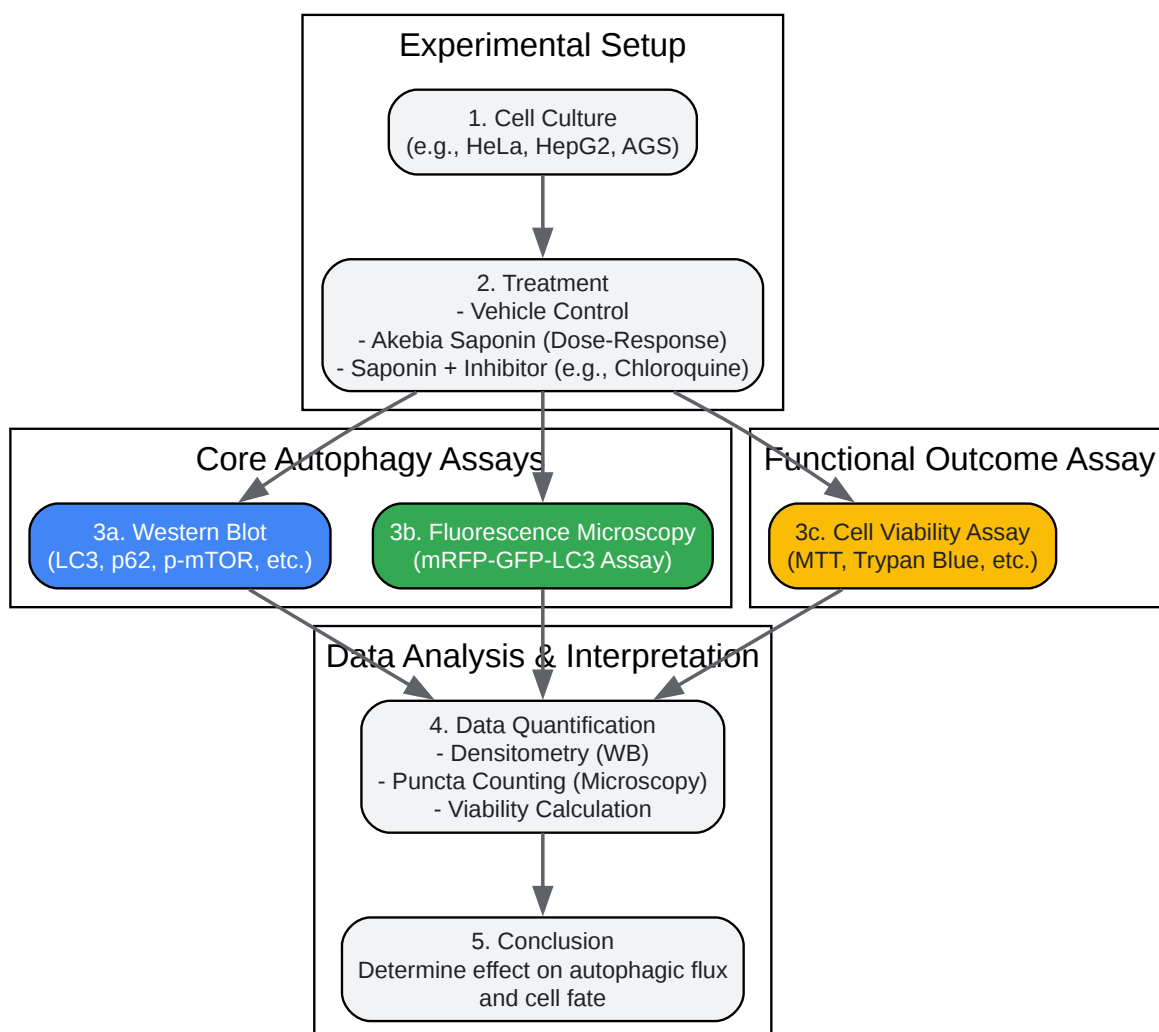 Experimental Setup
1. Cell Culture
(e.g., HeLa, HepG2, AGS)
2. Treatment
- Vehicle Control
- Akebia Saponin (Dose-Response)
- Saponin + Inhibitor (e.g., Chloroquine)
Core Autophagy Assays
3a. Western Blot
(LC3, p62, p-mTOR, etc.)
3b. Fluorescence Microscopy
(mRFP-GFP-LC3 Assay)
Functional Outcome Assay
3c. Cell Viability Assay
(MTT, Trypan Blue, etc.)
Data Analysis & Interpretation
4. Data Quantification
- Densitometry (WB)
- Puncta Counting (Microscopy)
- Viability Calculation
5. Conclusion
Determine effect on autophagic flux
and cell fate